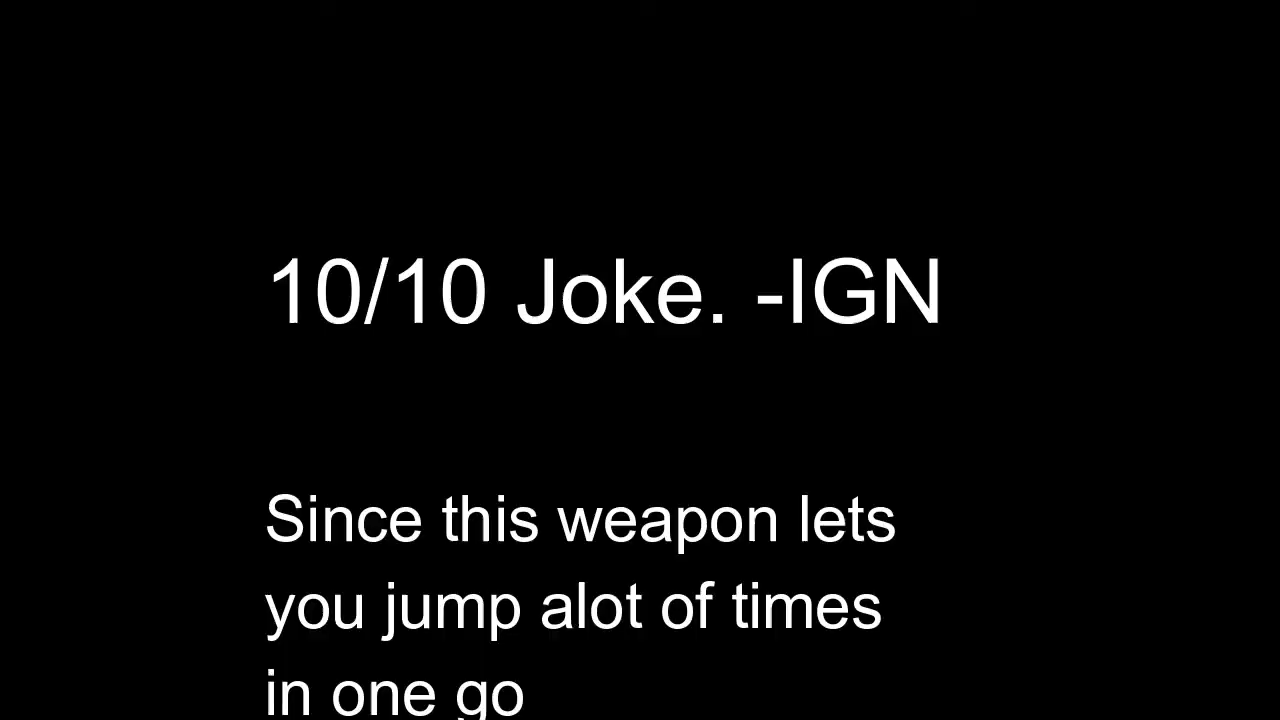 10/10 Joke. -IGN
Since this weapon lets
you jump alot of times
in one go